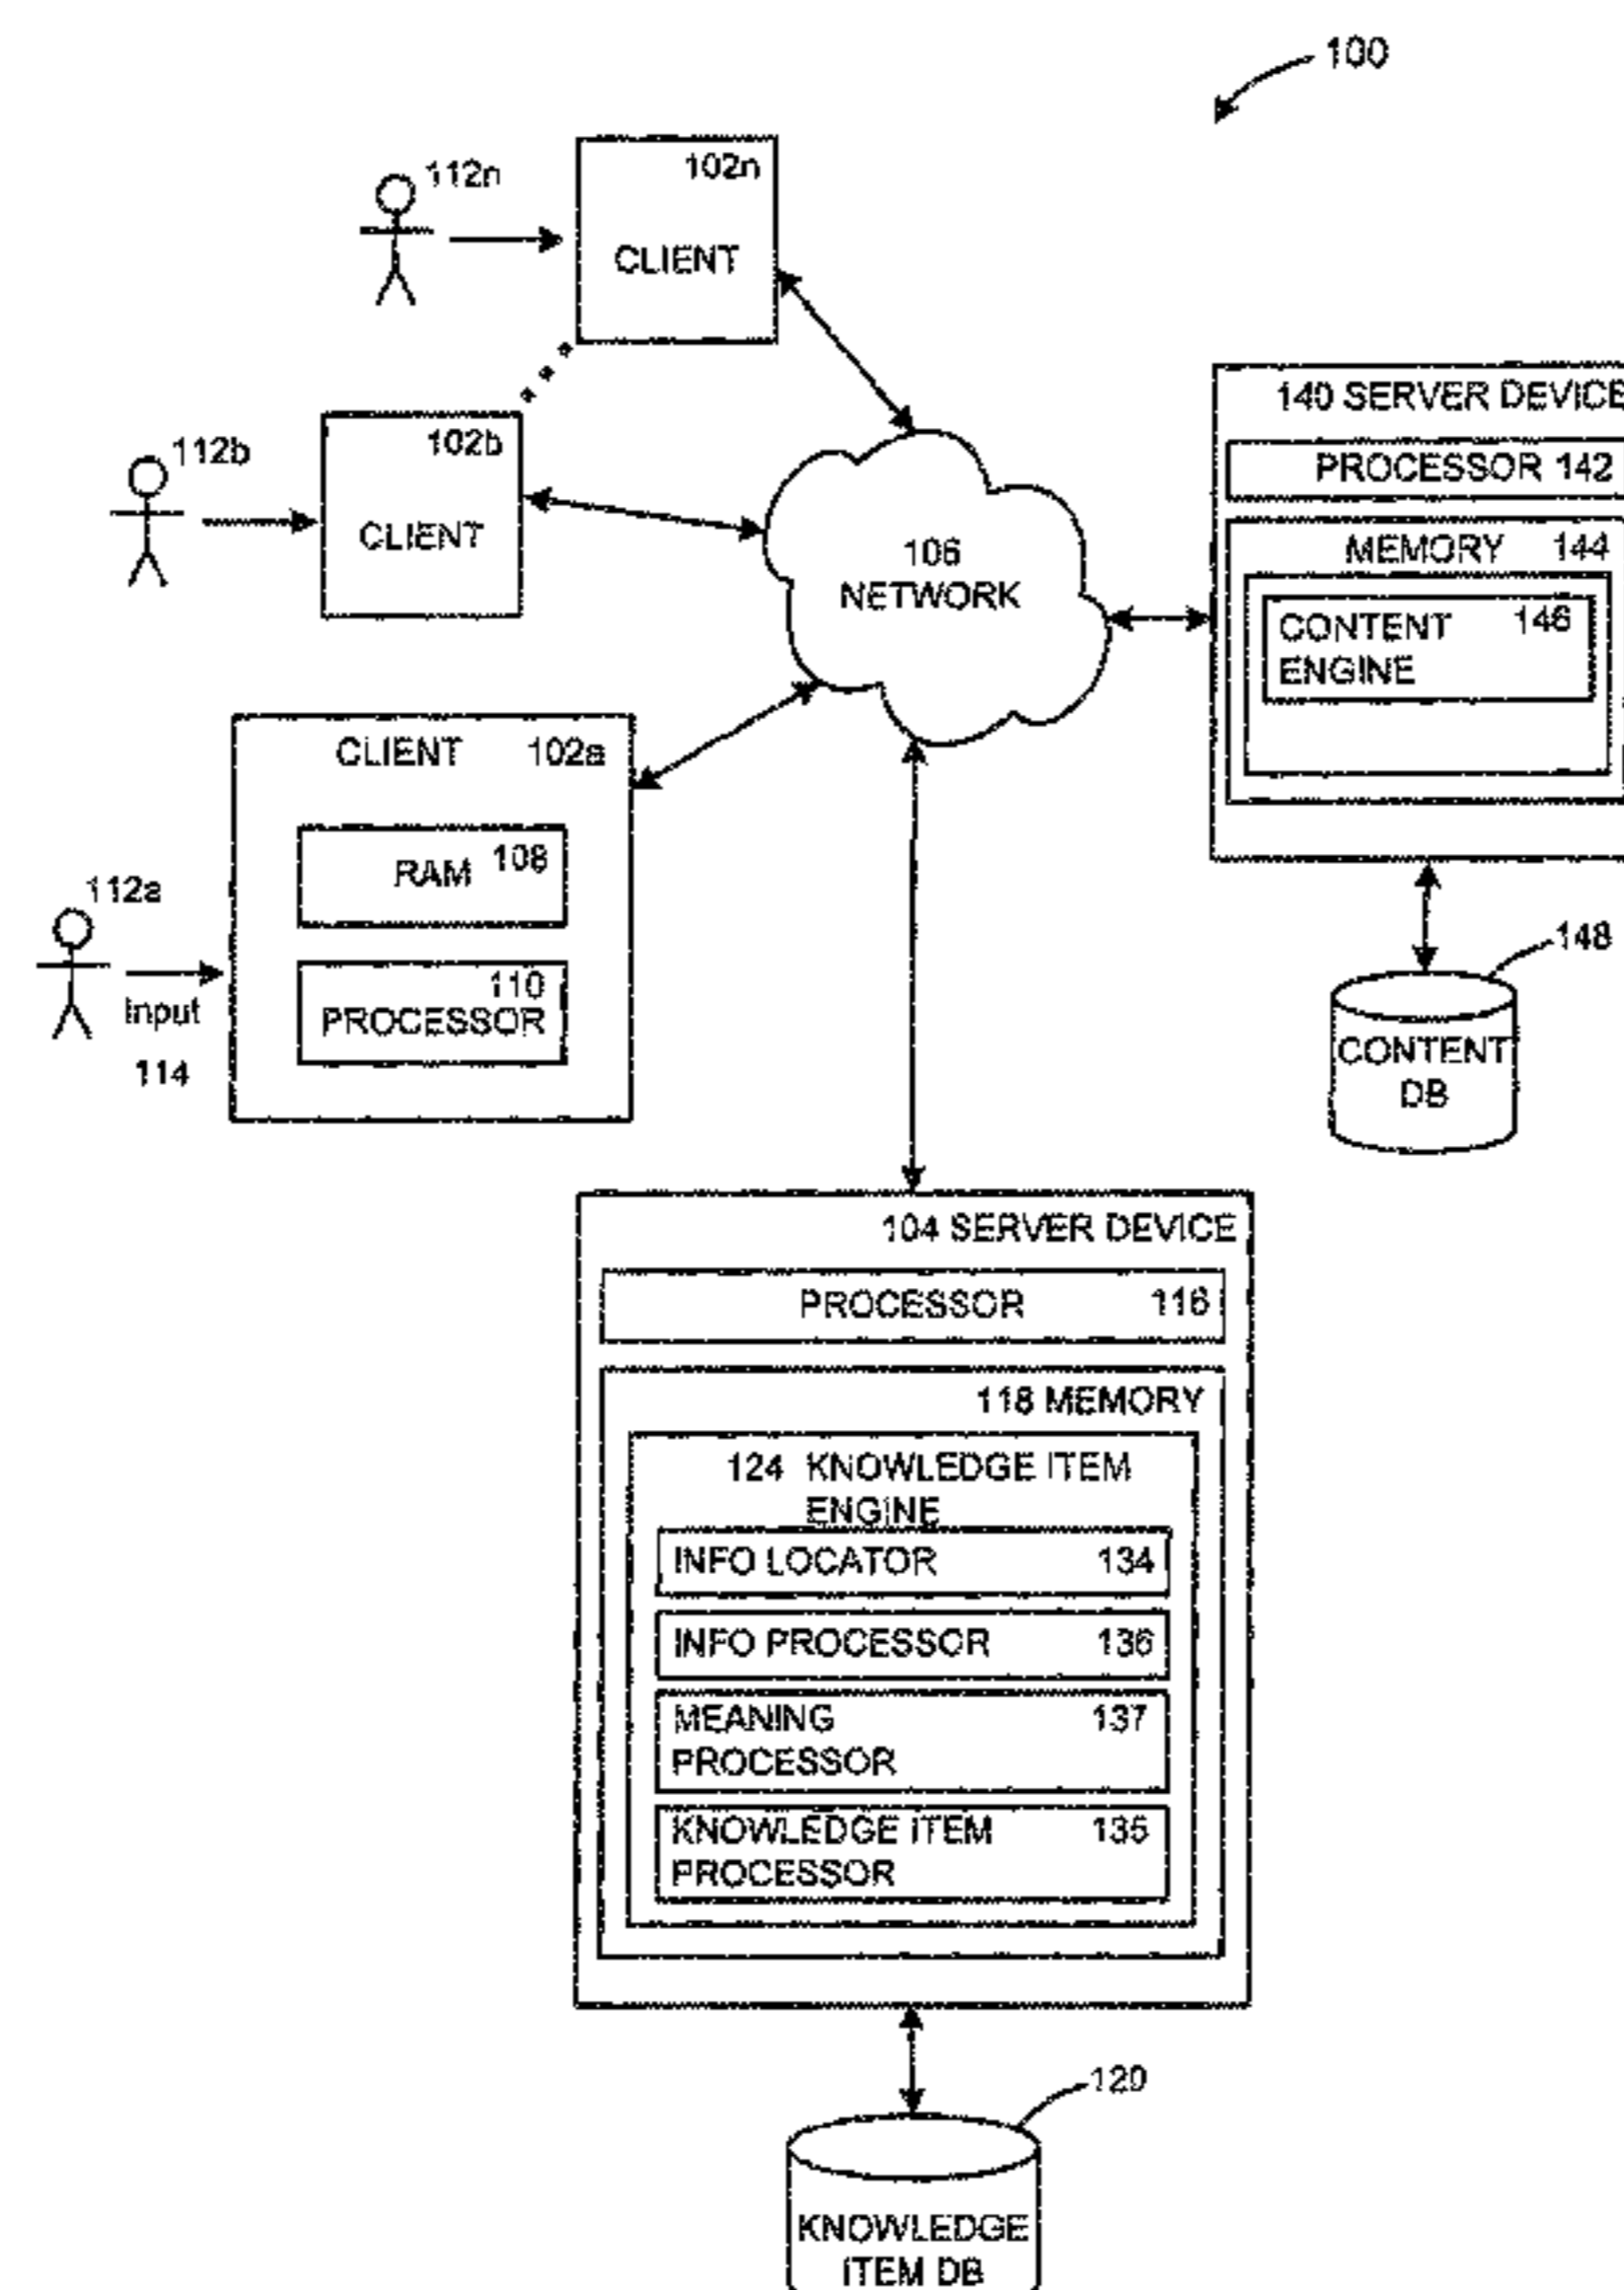 100
112n
102n
CLIENT
112b
102b
CLIENT
106
NETWORK
140 SERVER DEVICE
PROCESSOR 142
MEMORY 144
CONTENT 146
ENGINE
CLIENT 102a
RAM 108
110
PROCESSOR
112a
Input
114
148
CONTENT
DB
104 SERVER DEVICE
PROCESSOR 116
118 MEMORY
124 KNOWLEDGE ITEM
ENGINE
INFO LOCATOR 134
INFO PROCESSOR 136
MEANING 137
PROCESSOR
KNOWLEDGE ITEM 135
PROCESSOR
120
KNOWLEDGE
ITEM DB